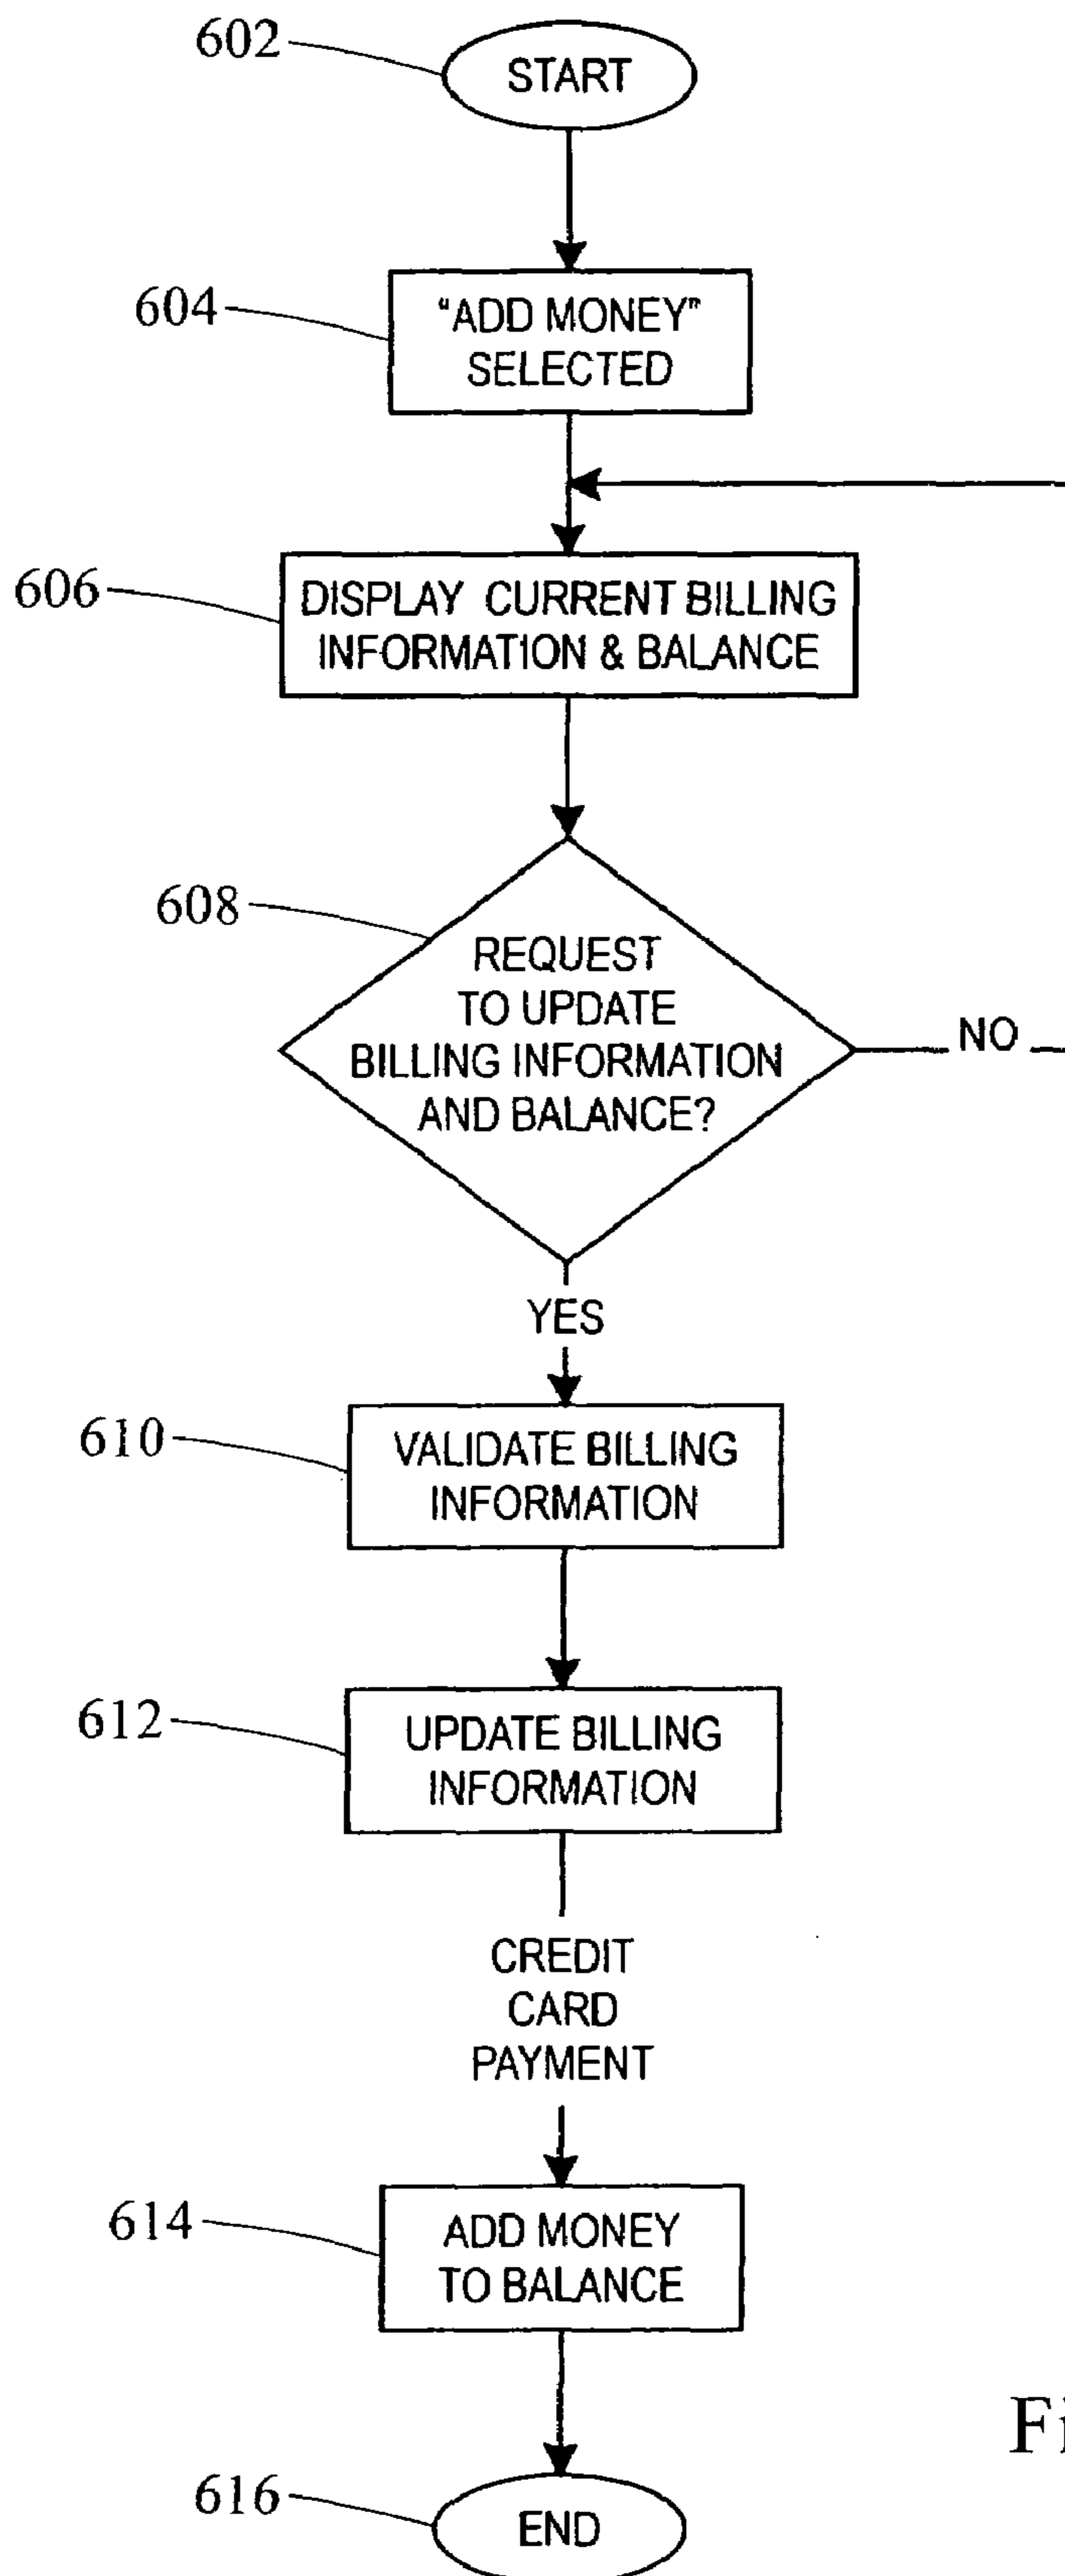 602
START
604
"ADD MONEY"
SELECTED
606
DISPLAY CURRENT BILLING
INFORMATION & BALANCE
608
REQUEST
TO UPDATE
BILLING INFORMATION
AND BALANCE?
NO
YES
610
VALIDATE BILLING
INFORMATION
612
UPDATE BILLING
INFORMATION
CREDIT
CARD
PAYMENT
614
ADD MONEY
TO BALANCE
Fi
616
END